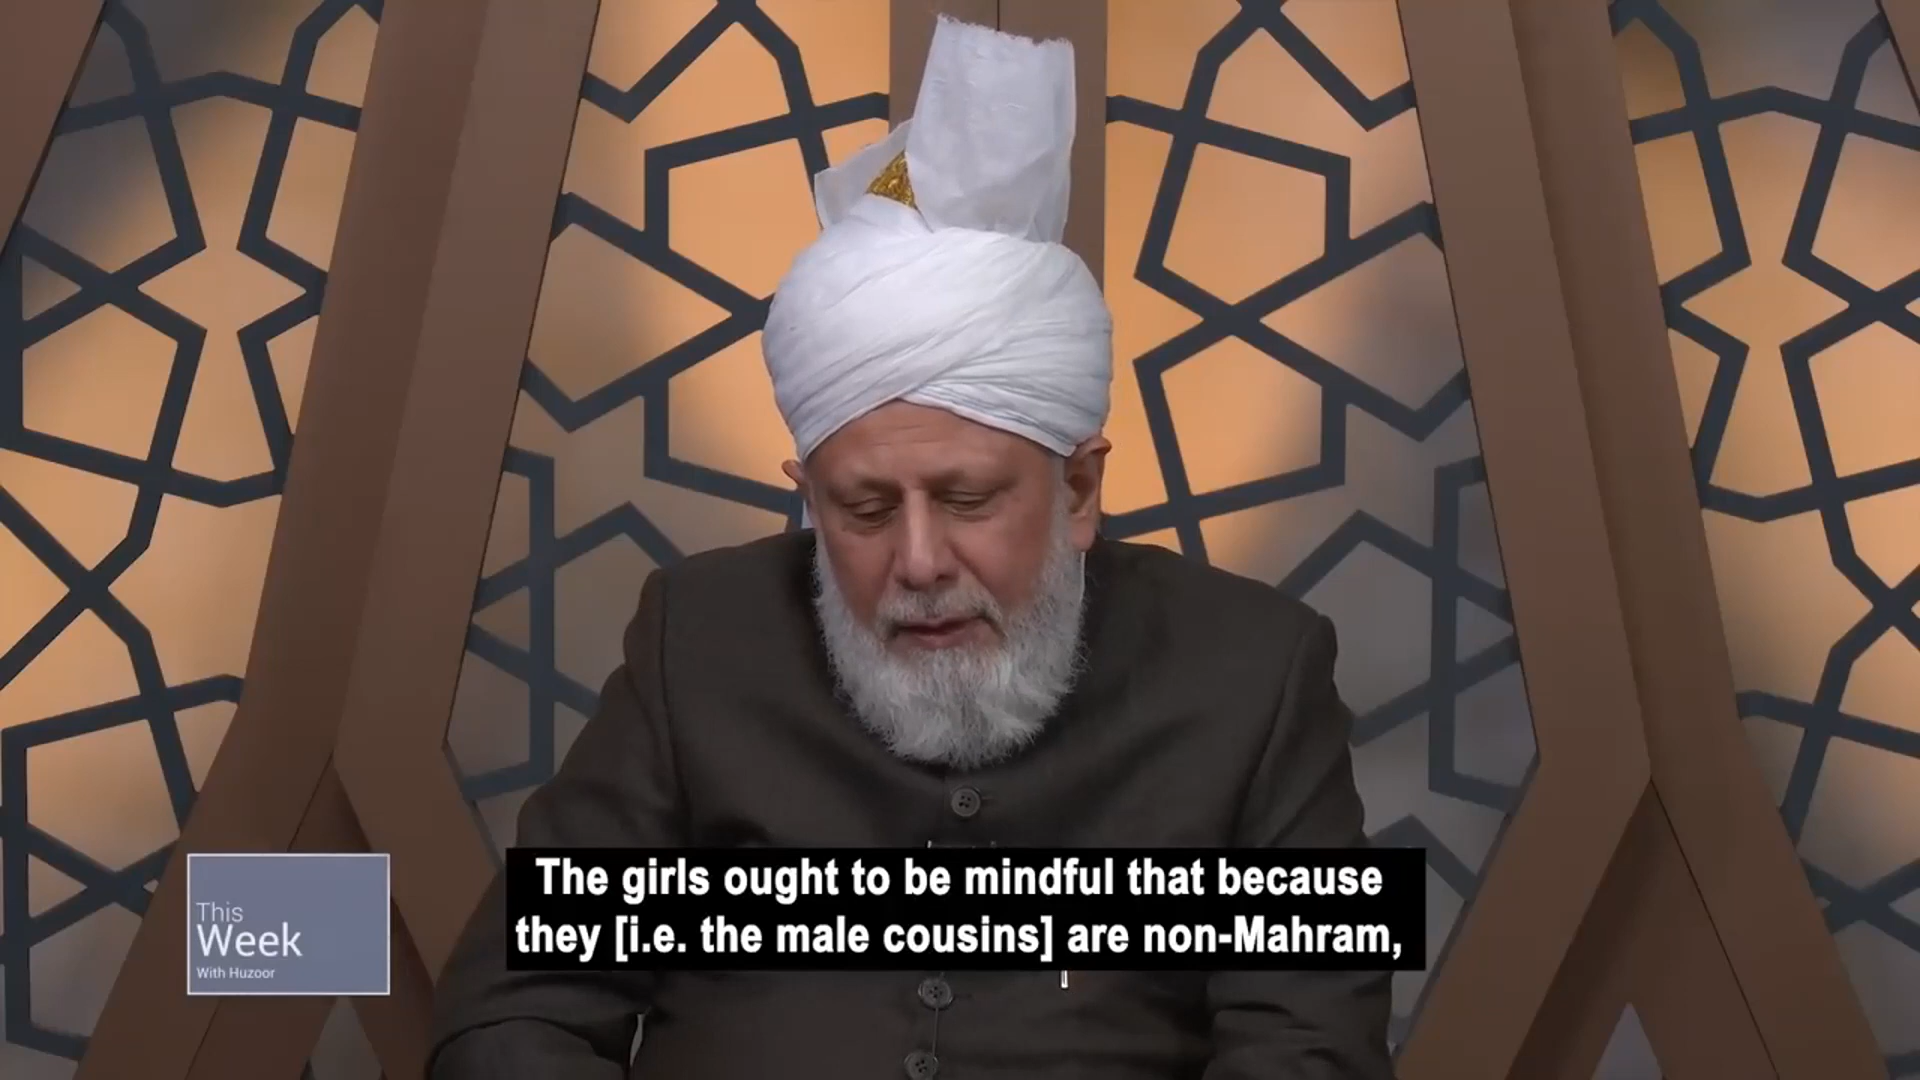 This
Week
With Huzoor
The girls ought to be mindful that because
they [i.e. the male cousins] are non-Mahram,